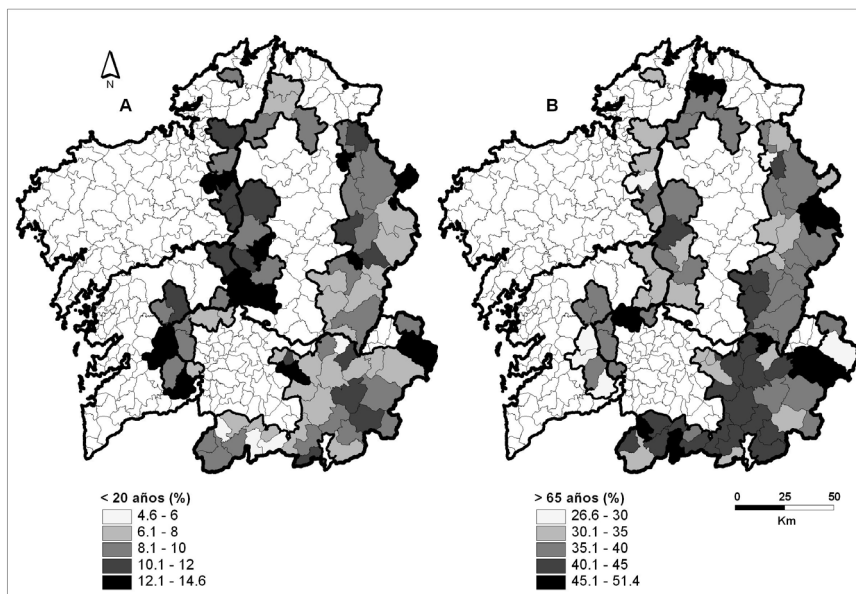 N
A
B
< 20 años (%)
4.6 - 6
6.1 - 8
8.1 - 10
10.1 - 12
12.1 - 14.6
> 65 años (%)
26.6 - 30
30.1 - 35
35.1 - 40
40.1 - 45
45.1 - 51.4
0 25 50
Km